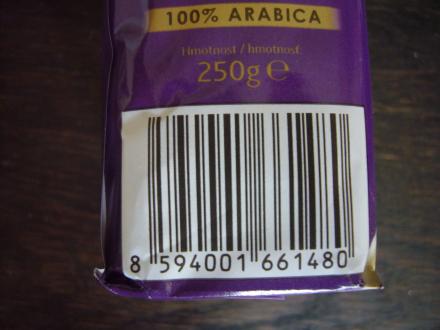 100% ARABICA
Hmotnost / hmotnosť
250g ℮
8 594001 661480